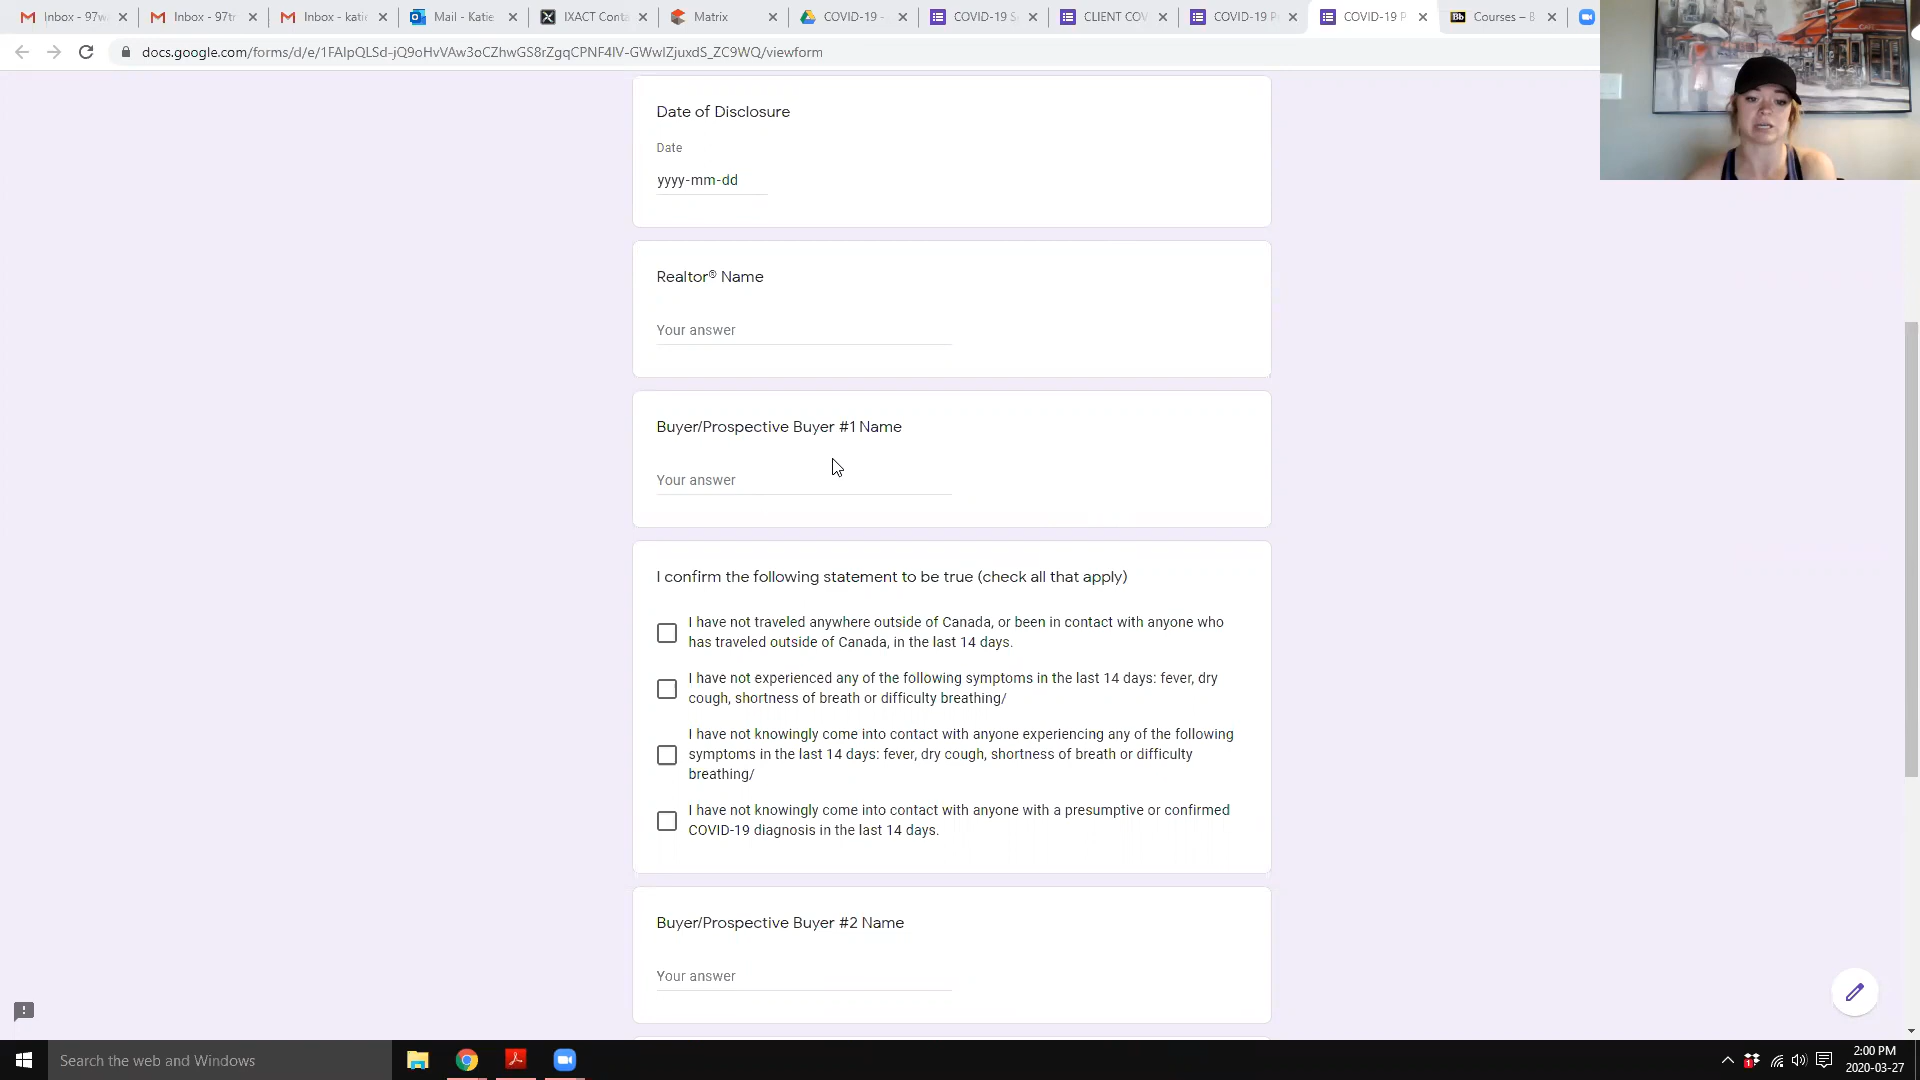 Inbox - 97w
Inbox - 97tr
Inbox - katie
Mail - Katie
IXACT Conta
Matrix
COVID-19 -
COVID-19 S
CLIENT COV
COVID-19 P
COVID-19 P
Bb Courses – B
docs.google.com/forms/d/e/1FAIpQLSd-jQ9oHvVAw3oCZhwGS8rZgqCPNF4IV-GWwIZjuxdS_ZC9WQ/viewform
Date of Disclosure
Date
yyyy-mm-dd
Realtor® Name
Your answer
Buyer/Prospective Buyer #1 Name
Your answer
I confirm the following statement to be true (check all that apply)
I have not traveled anywhere outside of Canada, or been in contact with anyone who
has traveled outside of Canada, in the last 14 days.
I have not experienced any of the following symptoms in the last 14 days: fever, dry
cough, shortness of breath or difficulty breathing/
I have not knowingly come into contact with anyone experiencing any of the following
symptoms in the last 14 days: fever, dry cough, shortness of breath or difficulty
breathing/
I have not knowingly come into contact with anyone with a presumptive or confirmed
COVID-19 diagnosis in the last 14 days.
Buyer/Prospective Buyer #2 Name
Your answer
Search the web and Windows
2:00 PM
2020-03-27